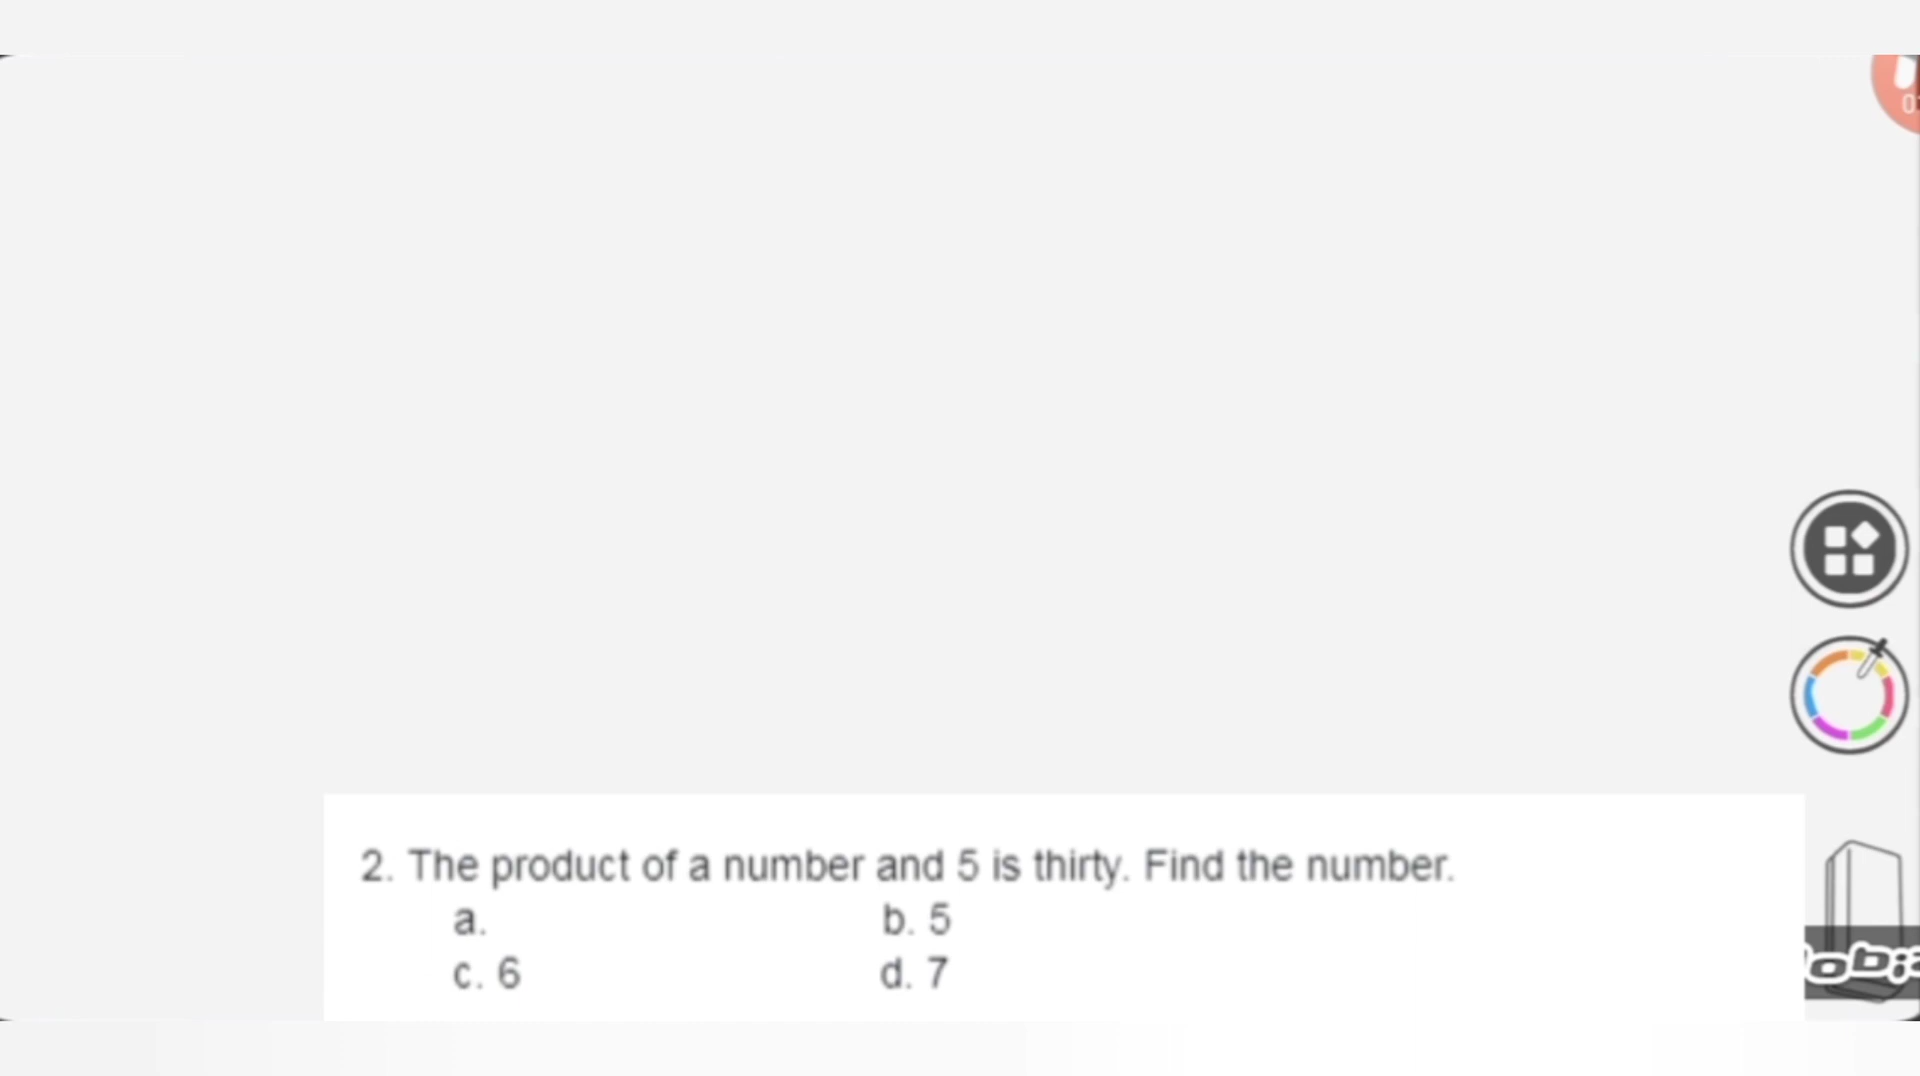 2. The product of a number and 5 is thirty. Find the number.
a. b. 5
c. 6 d. 7